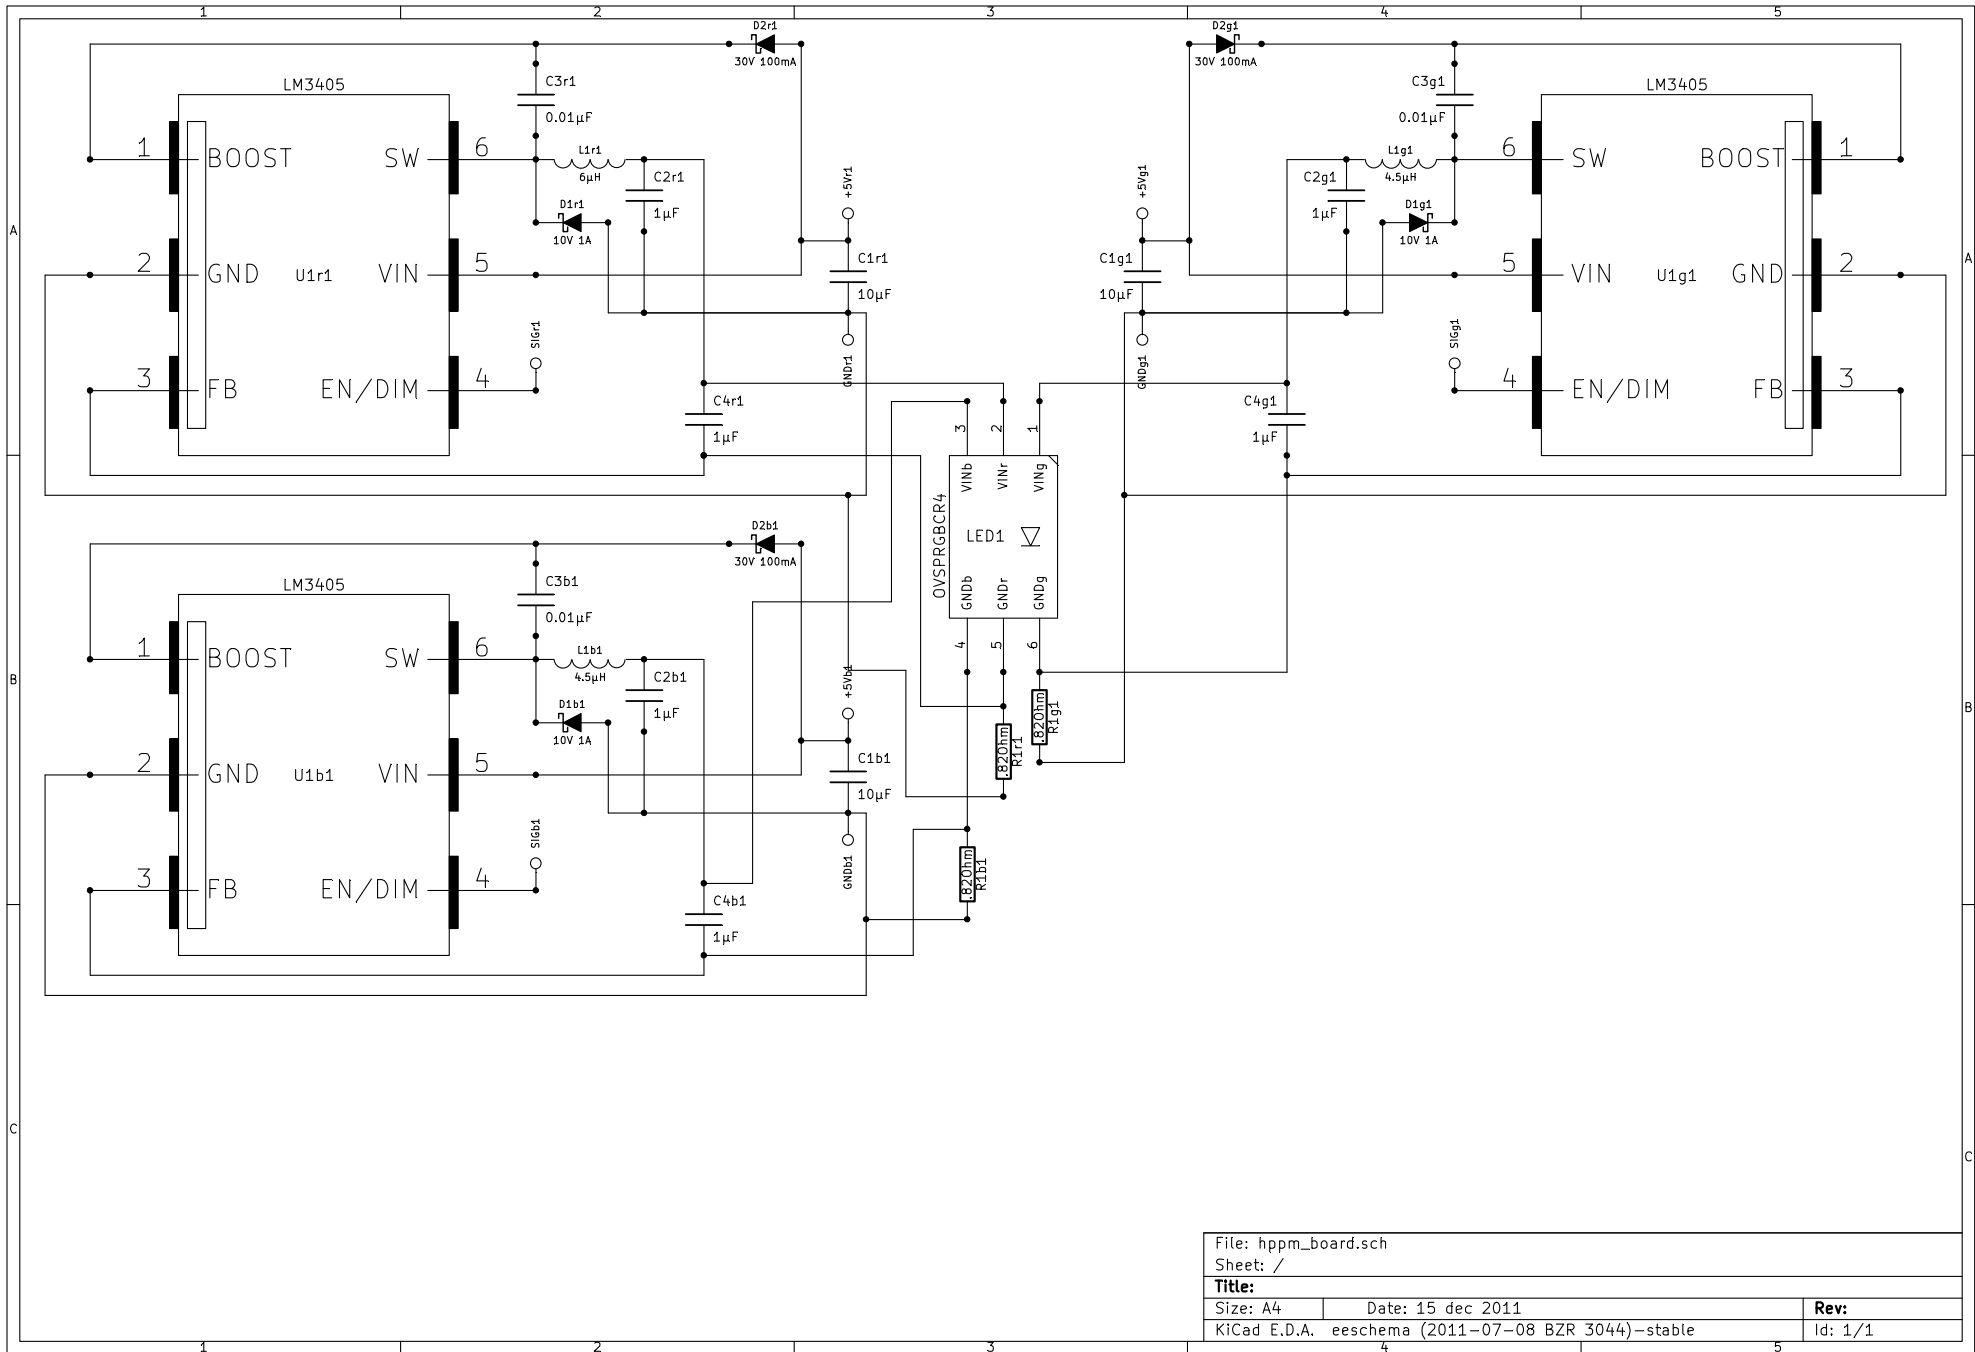 1 2 3 4 5
A
B
C
A
B
C
D2r1
30V 100mA
LM3405
C3r1
0.01µF
1 BOOST SW 6
L1r1
6µH
C2r1
1µF
D1r1
10V 1A
+5Vr1
2 GND U1r1 VIN 5
C1r1
10µF
SIGr1
GNDr1
3 FB EN/DIM 4
C4r1
1µF
D2g1
30V 100mA
C3g1
0.01µF
LM3405
6 SW BOOST 1
L1g1
4.5µH
C2g1
1µF
D1g1
10V 1A
+5Vg1
C1g1
10µF
5 VIN U1g1 GND 2
SIGg1
GNDg1
4 EN/DIM FB 3
C4g1
1µF
3 2 1
VINb VINr VINg
OVSPRGBCR4
LED1
GNDb GNDr GNDg
4 5 6
.82Ohm
R1g1
.82Ohm
R1r1
.82Ohm
R1b1
D2b1
30V 100mA
LM3405
C3b1
0.01µF
1 BOOST SW 6
L1b1
4.5µH
C2b1
1µF
D1b1
10V 1A
+5Vb1
2 GND U1b1 VIN 5
C1b1
10µF
SIGb1
GNDb1
3 FB EN/DIM 4
C4b1
1µF
File: hppm_board.sch
Sheet: /
Title:
Size: A4 Date: 15 dec 2011 Rev:
KiCad E.D.A. eeschema (2011-07-08 BZR 3044)-stable Id: 1/1
1 2 3 4 5